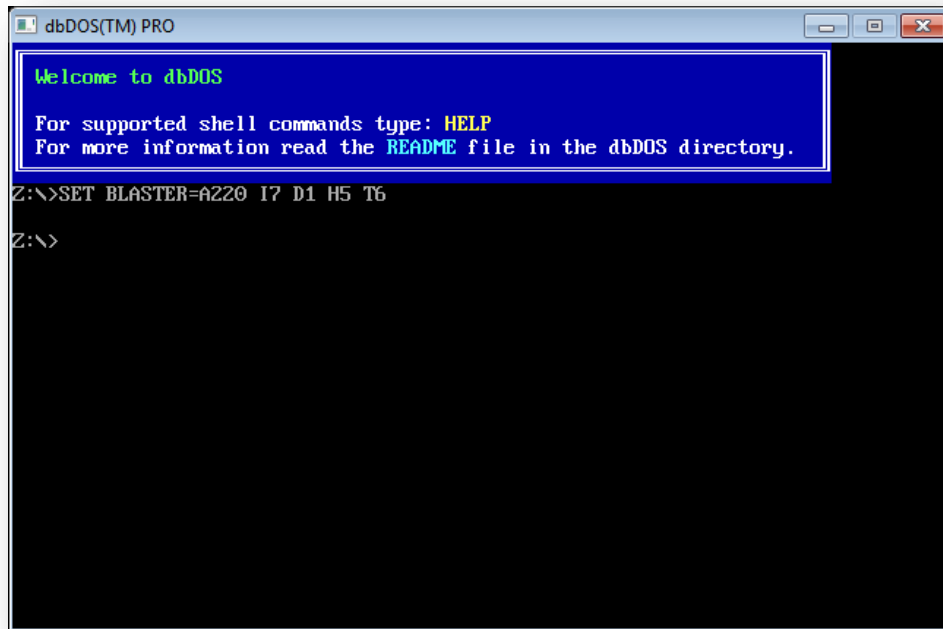 dbDOS(TM) PRO
Welcome to dbDOS
For supported shell commands type: HELP
For more information read the README file in the dbDOS directory.
Z:\>SET BLASTER=A220 I7 D1 H5 T6
Z:\>